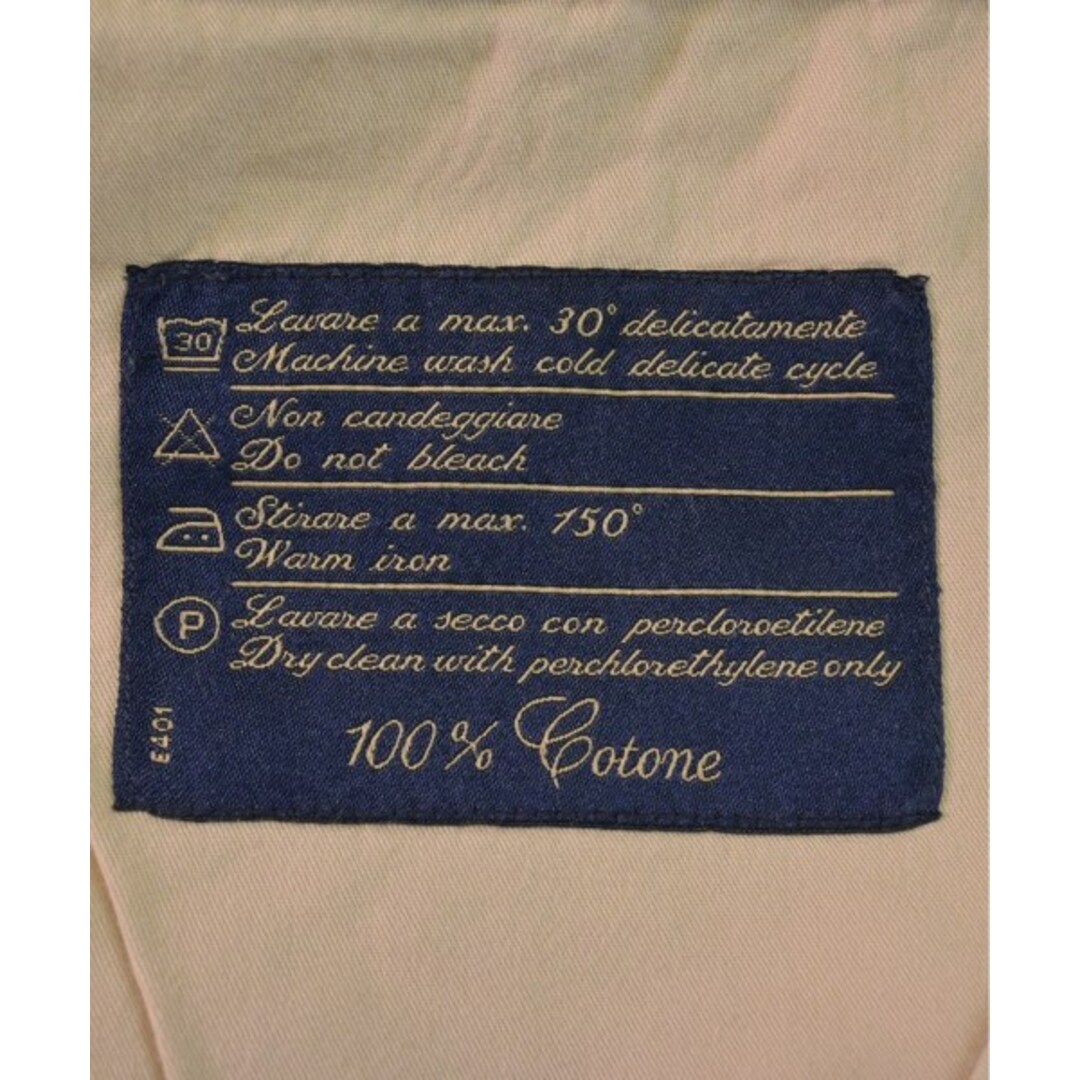 30
Lavare a max. 30° delicatamente
Machine wash cold delicate cycle
Non candeggiare
Do not bleach
Stirare a max. 150°
Warm iron
P
Lavare a secco con percloroetilene
Dry clean with perchlorethylene only
E401
100% Cotone